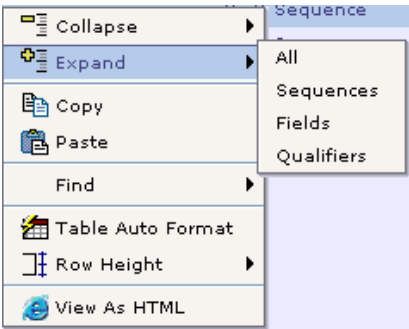 Sequence
Collapse
Expand
Copy
Paste
Find
Table Auto Format
Row Height
View As HTML
All
Sequences
Fields
Qualifiers